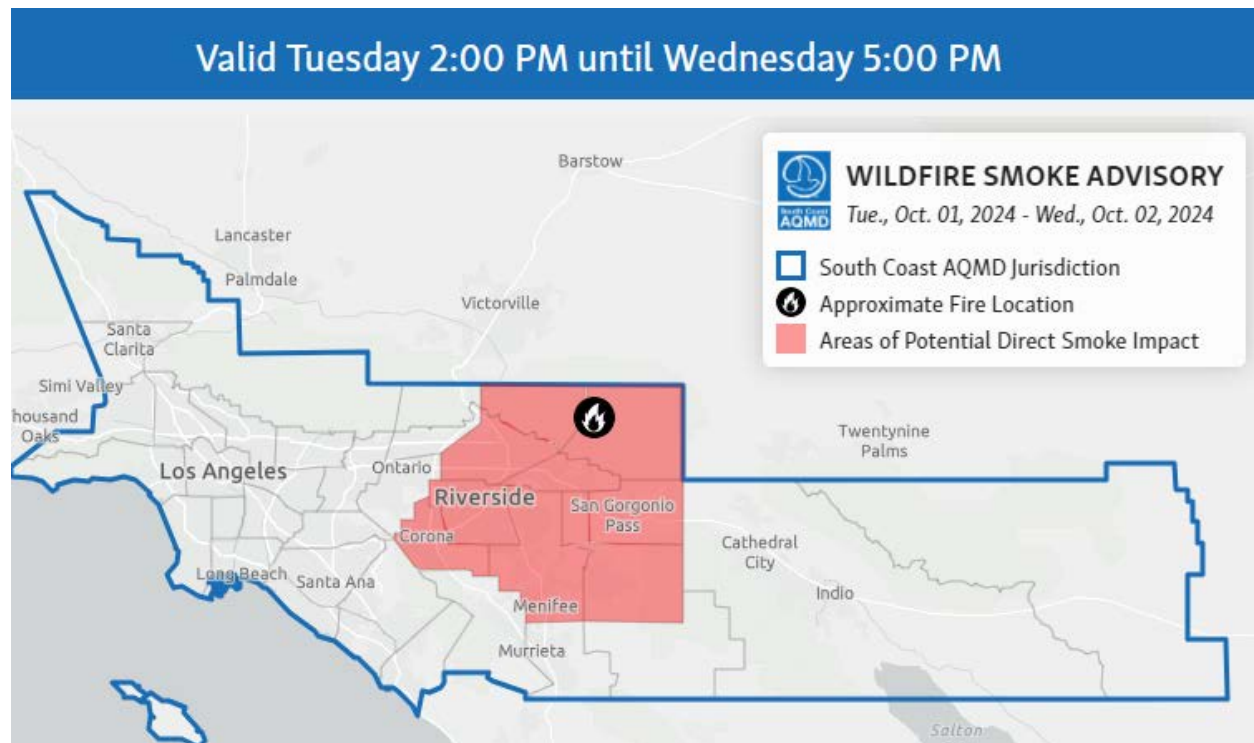 Valid Tuesday 2:00 PM until Wednesday 5:00 PM
Barstow
WILDFIRE SMOKE ADVISORY
South Coast
AQMD
Tue., Oct. 01, 2024 - Wed., Oct. 02, 2024
South Coast AQMD Jurisdiction
Approximate Fire Location
Areas of Potential Direct Smoke Impact
Lancaster
Palmdale
Victorville
Santa
Clarita
Simi Valley
housand
Oaks
Los Angeles
Ontario
Riverside
San Gorgonio
Pass
Twentynine
Palms
Corona
Cathedral
City
Long Beach
Santa Ana
Indio
Menifee
Murrieta
Salton